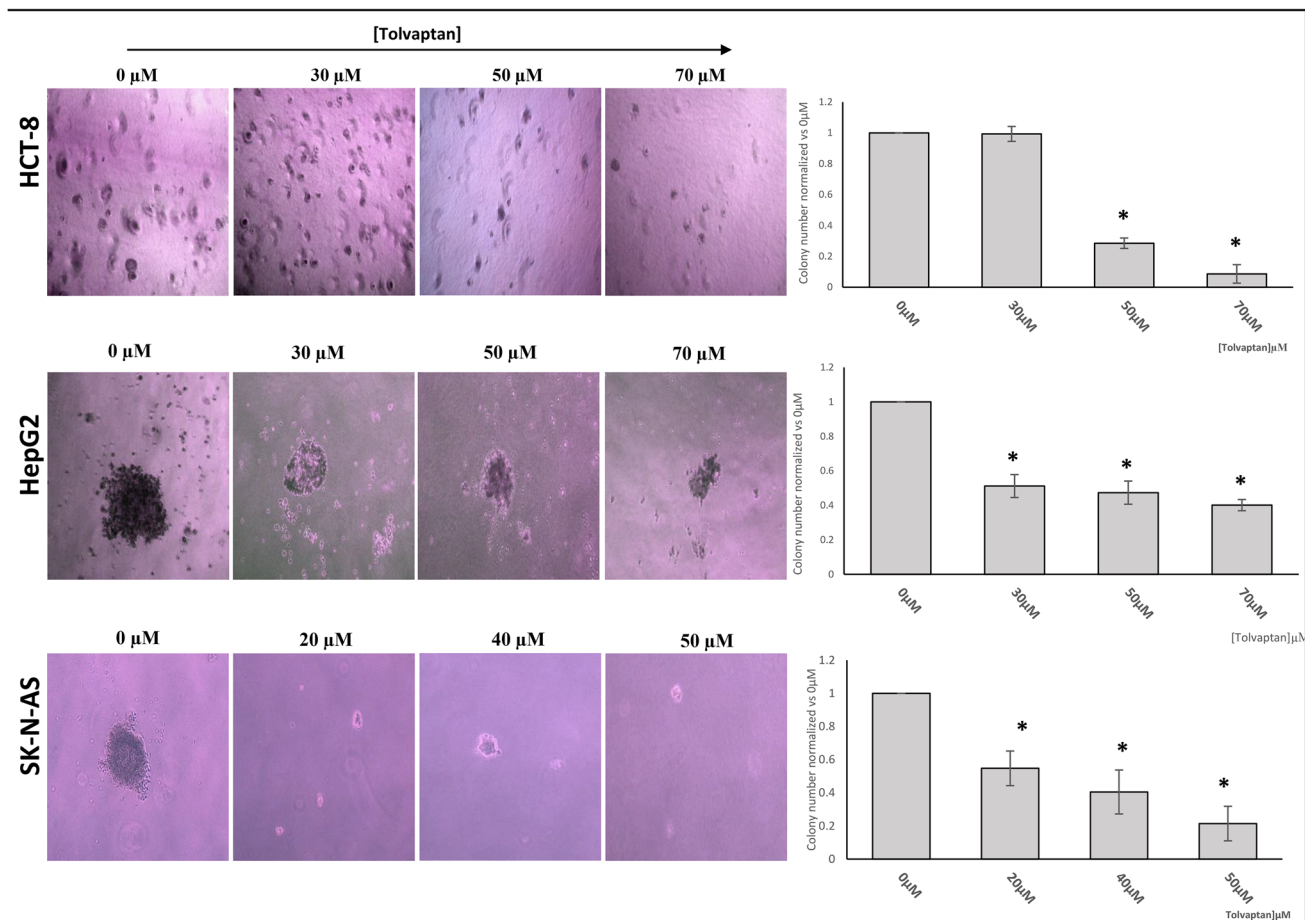 [Tolvaptan]
0 µM 30 µM 50 µM 70 µM
HCT-8
Colony number normalized vs 0µM
1.2
1
0.8
0.6
0.4
0.2
0
* *
0µM 30µM 50µM 70µM
[Tolvaptan]µM
0 µM 30 µM 50 µM 70 µM
HepG2
Colony number normalized vs 0µM
1.2
1
0.8
0.6
0.4
0.2
0
* * *
0µM 30µM 50µM 70µM
[Tolvaptan]µM
0 µM 20 µM 40 µM 50 µM
SK-N-AS
Colony number normalized vs 0µM
1.2
1
0.8
0.6
0.4
0.2
0
* * *
0µM 20µM 40µM 50µM
Tolvaptan]µM